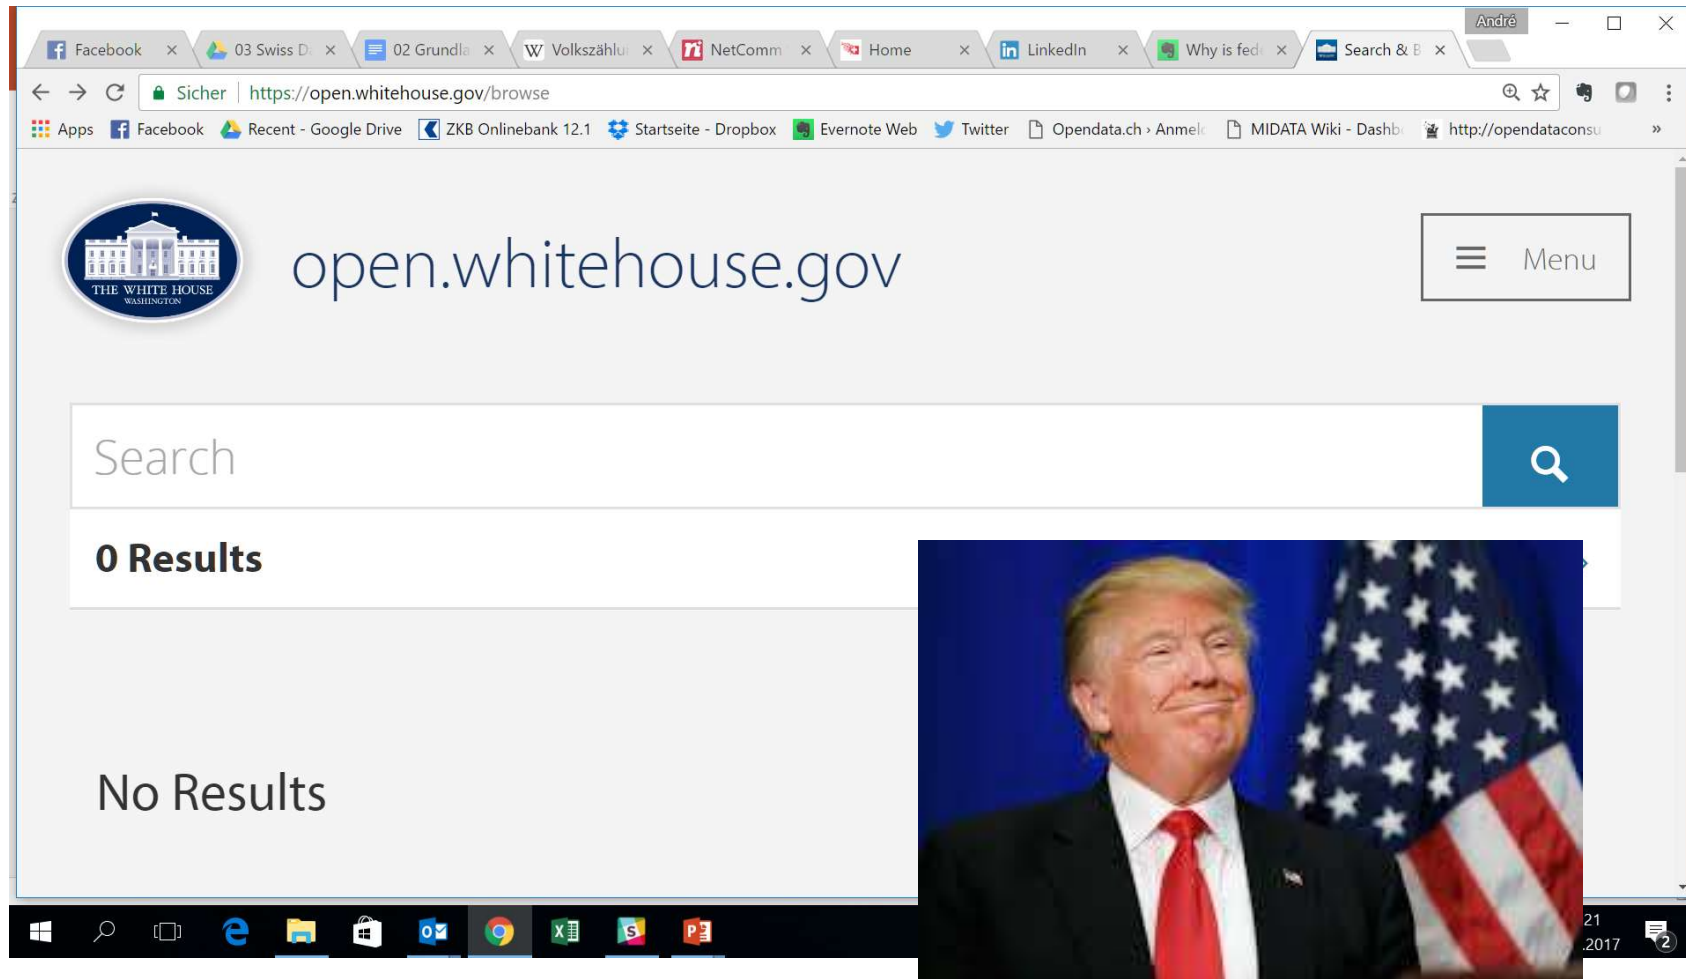 André
Facebook
03 Swiss D
02 Grundla
Volkszählu
NetComm
Home
LinkedIn
Why is fede
Search & B
Sicher
https://open.whitehouse.gov/browse
Apps
Facebook
Recent - Google Drive
ZKB Onlinebank 12.1
Startseite - Dropbox
Evernote Web
Twitter
Opendata.ch › Anmeld
MIDATA Wiki - Dashb
http://opendataconsu
»
THE WHITE HOUSE
WASHINGTON
open.whitehouse.gov
Menu
Search
0 Results
No Results
21
.2017
2